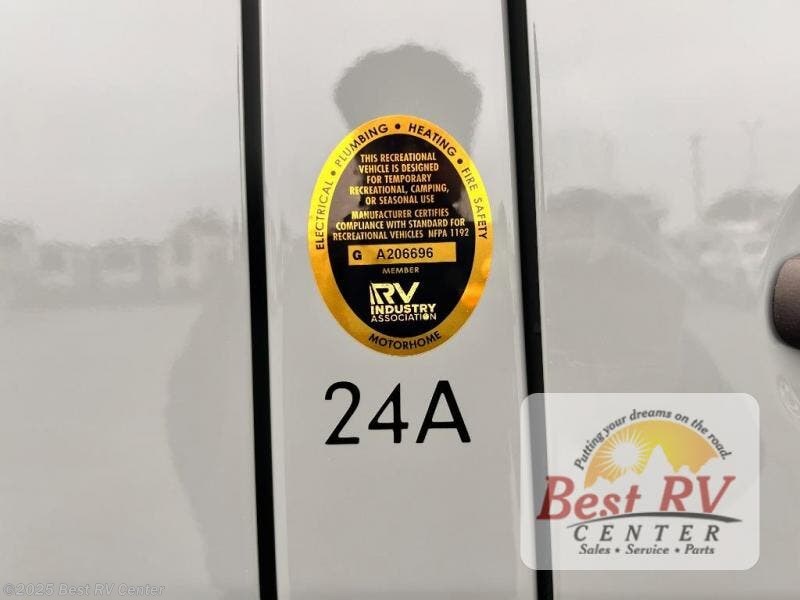 ELECTRICAL • PLUMBING • HEATING • FIRE SAFETY
THIS RECREATIONAL
VEHICLE IS DESIGNED
FOR TEMPORARY
RECREATIONAL, CAMPING,
OR SEASONAL USE
MANUFACTURER CERTIFIES
COMPLIANCE WITH STANDARD FOR
RECREATIONAL VEHICLES NFPA 1192
G A206696
MEMBER
RV
INDUSTRY
ASSOCIATION
MOTORHOME
24A
Putting your dreams on the road.
Best RV
CENTER
Sales • Service • Parts
©2025 Best RV Center